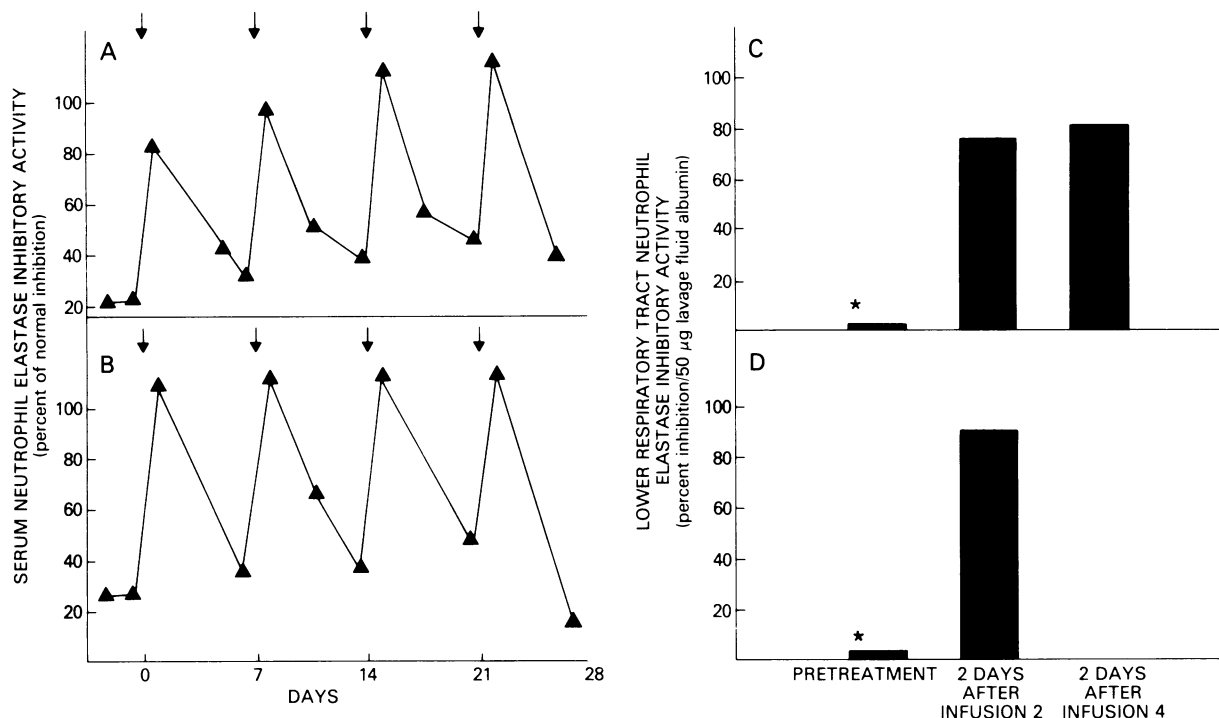 A
SERUM NEUTROPHIL ELASTASE INHIBITORY ACTIVITY
(percent of normal inhibition)
100
80
60
40
20
B
100
80
60
40
20
0
7
14
21
28
DAYS
C
LOWER RESPIRATORY TRACT NEUTROPHIL
ELASTASE INHIBITORY ACTIVITY
(percent inhibition/50 μg lavage fluid albumin)
100
80
60
40
20
*
D
100
80
60
40
20
*
PRETREATMENT
2 DAYS
AFTER
INFUSION 2
2 DAYS
AFTER
INFUSION 4